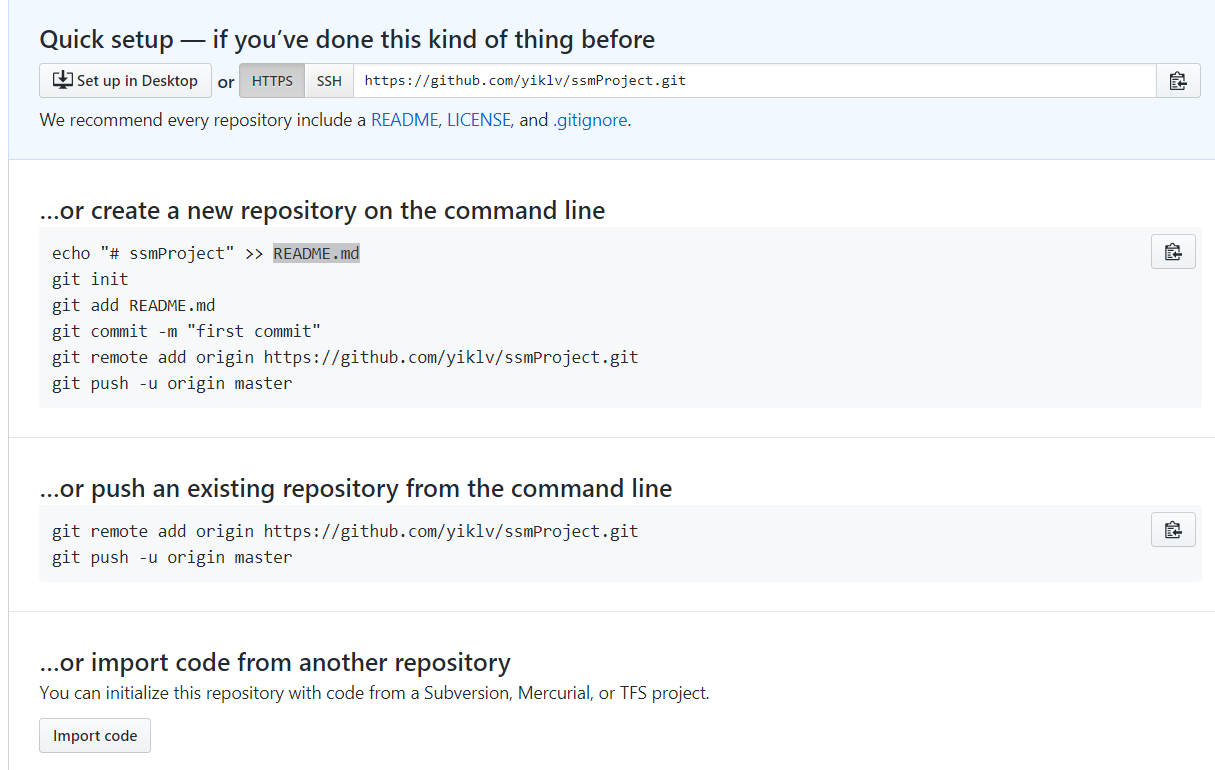 Quick setup — if you’ve done this kind of thing before
Set up in Desktop or HTTPS SSH https://github.com/yiklv/ssmProject.git
We recommend every repository include a README, LICENSE, and .gitignore.
…or create a new repository on the command line
echo "# ssmProject" >> README.md
git init
git add README.md
git commit -m "first commit"
git remote add origin https://github.com/yiklv/ssmProject.git
git push -u origin master
…or push an existing repository from the command line
git remote add origin https://github.com/yiklv/ssmProject.git
git push -u origin master
…or import code from another repository
You can initialize this repository with code from a Subversion, Mercurial, or TFS project.
Import code